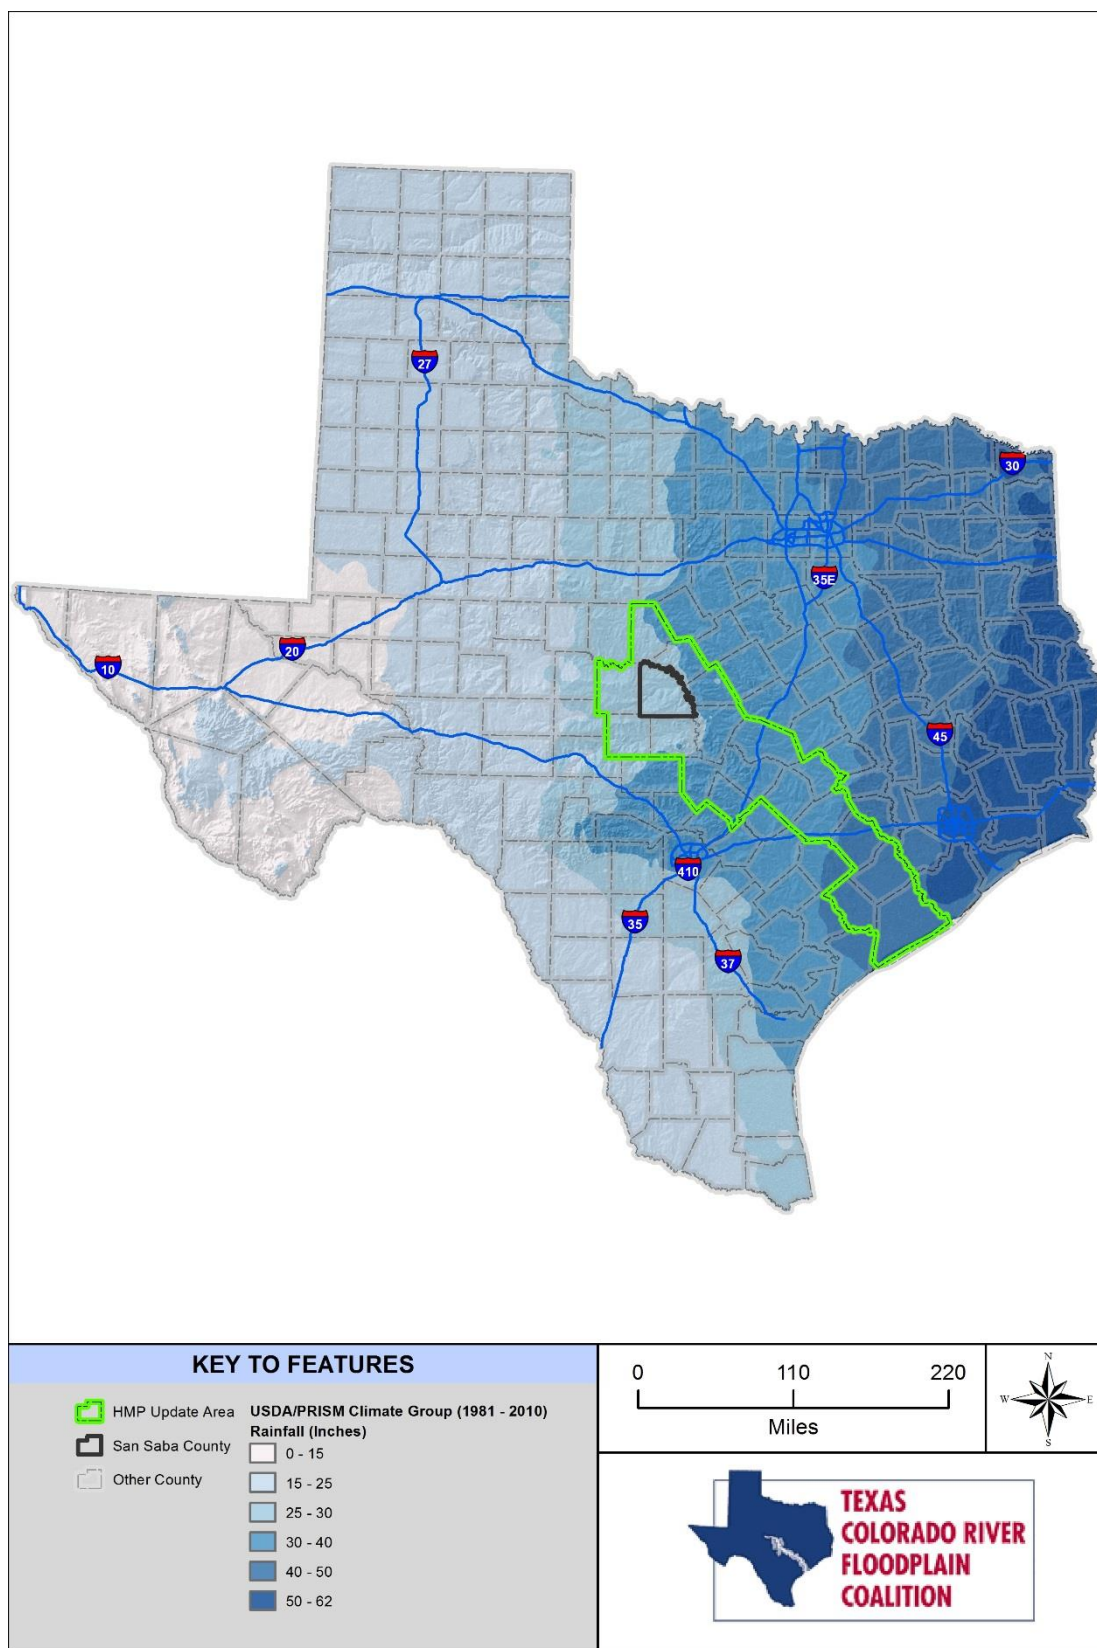 27
30
35E
20
10
45
410
35
37
KEY TO FEATURES
HMP Update Area
San Saba County
Other County
USDA/PRISM Climate Group (1981 - 2010)
Rainfall (Inches)
0 - 15
15 - 25
25 - 30
30 - 40
40 - 50
50 - 62
0 110 220
Miles
N
W E
S
TEXAS
COLORADO RIVER
FLOODPLAIN
COALITION